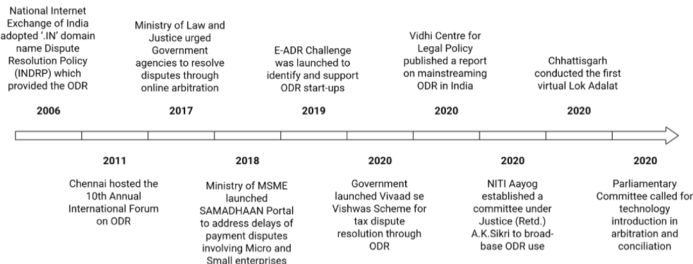 National Internet
Exchange of India
adopted '.IN' domain
name Dispute
Resolution Policy
(INDRP) which
provided the ODR
2006
Ministry of Law and
Justice urged
Government
agencies to resolve
disputes through
online arbitration
2017
E-ADR Challenge
was launched to
identify and support
ODR start-ups
2019
Vidhi Centre for
Legal Policy
published a report
on mainstreaming
ODR in India
2020
Chhattisgarh
conducted the first
virtual Lok Adalat
2020
2011
Chennai hosted the
10th Annual
International Forum
on ODR
2018
Ministry of MSME
launched
SAMADHAAN Portal
to address delays of
payment disputes
involving Micro and
Small enterprises
2020
Government
launched Vivaad se
Vishwas Scheme for
tax dispute
resolution through
ODR
2020
NITI Aayog
established a
committee under
Justice (Retd.)
A.K.Sikri to broad-
base ODR use
2020
Parliamentary
Committee called for
technology
introduction in
arbitration and
conciliation